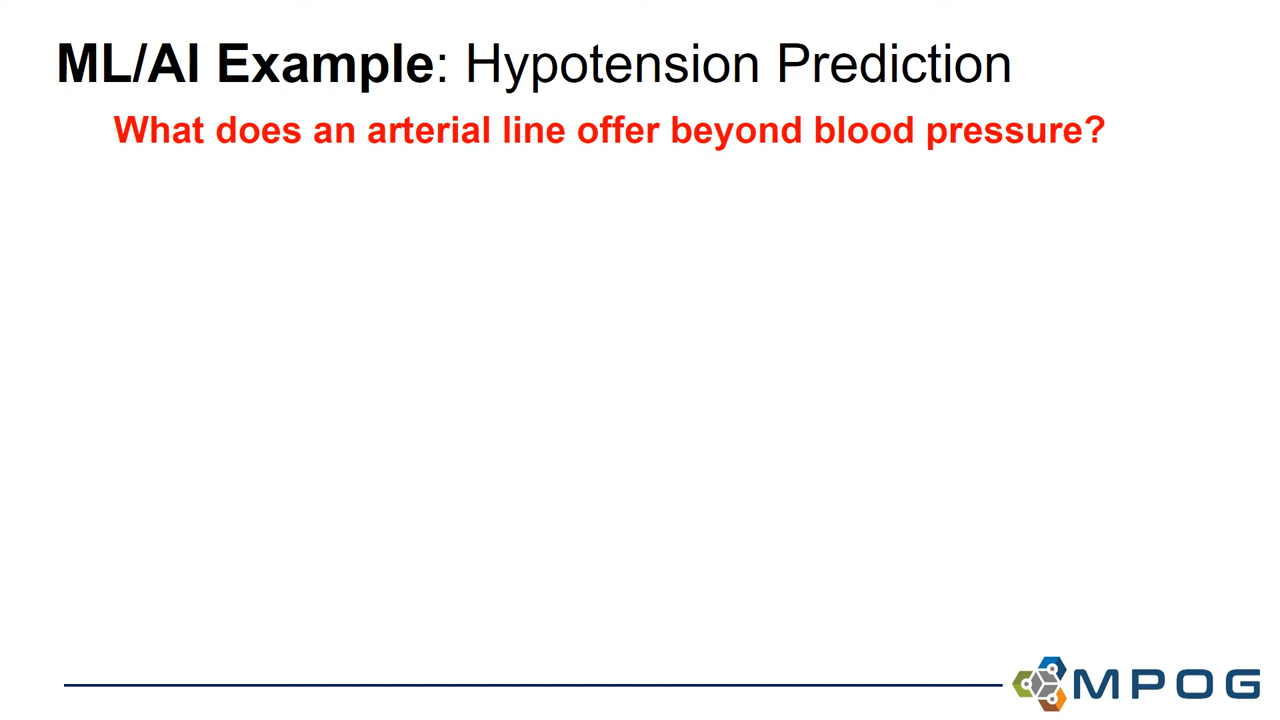 ML/AI Example: Hypotension Prediction
What does an arterial line offer beyond blood pressure?
MPOG